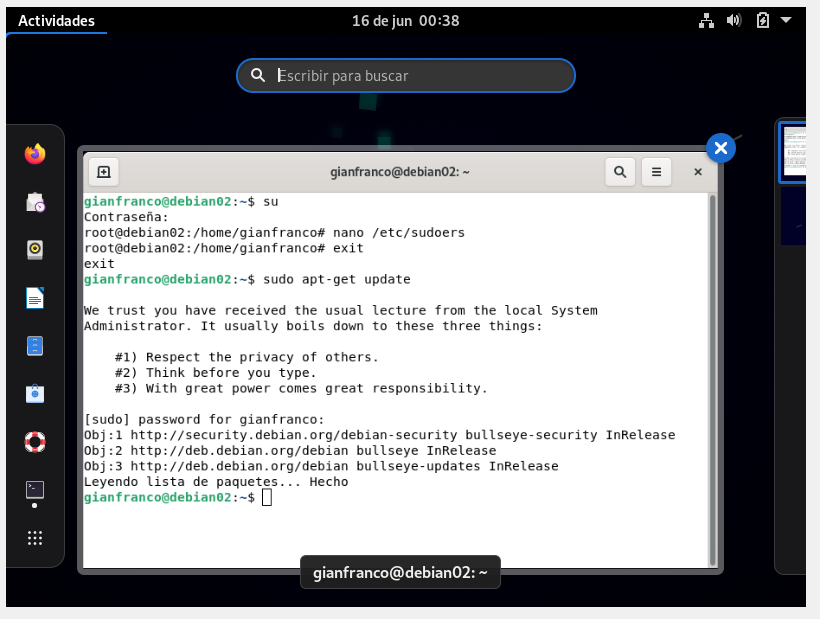 Actividades
16 de jun 00:38
Escribir para buscar
gianfranco@debian02: ~
gianfranco@debian02:~$ su
Contraseña:
root@debian02:/home/gianfranco# nano /etc/sudoers
root@debian02:/home/gianfranco# exit
exit
gianfranco@debian02:~$ sudo apt-get update
We trust you have received the usual lecture from the local System
Administrator. It usually boils down to these three things:
#1) Respect the privacy of others.
#2) Think before you type.
#3) With great power comes great responsibility.
[sudo] password for gianfranco:
Obj:1 http://security.debian.org/debian-security bullseye-security InRelease
Obj:2 http://deb.debian.org/debian bullseye InRelease
Obj:3 http://deb.debian.org/debian bullseye-updates InRelease
Leyendo lista de paquetes... Hecho
gianfranco@debian02:~$
gianfranco@debian02: ~